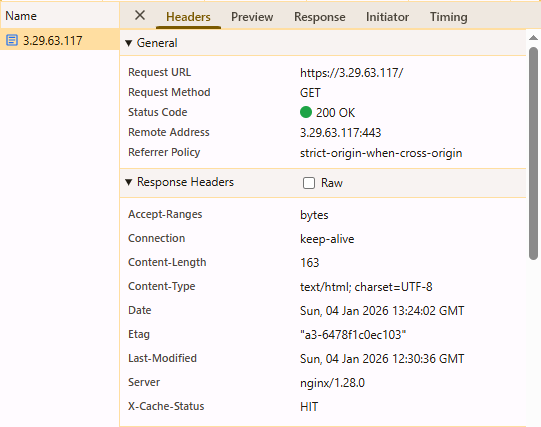 Name
Headers Preview Response Initiator Timing
3.29.63.117
General
Request URL https://3.29.63.117/
Request Method GET
Status Code 200 OK
Remote Address 3.29.63.117:443
Referrer Policy strict-origin-when-cross-origin
Response Headers Raw
Accept-Ranges bytes
Connection keep-alive
Content-Length 163
Content-Type text/html; charset=UTF-8
Date Sun, 04 Jan 2026 13:24:02 GMT
Etag "a3-6478f1c0ec103"
Last-Modified Sun, 04 Jan 2026 12:30:36 GMT
Server nginx/1.28.0
X-Cache-Status HIT